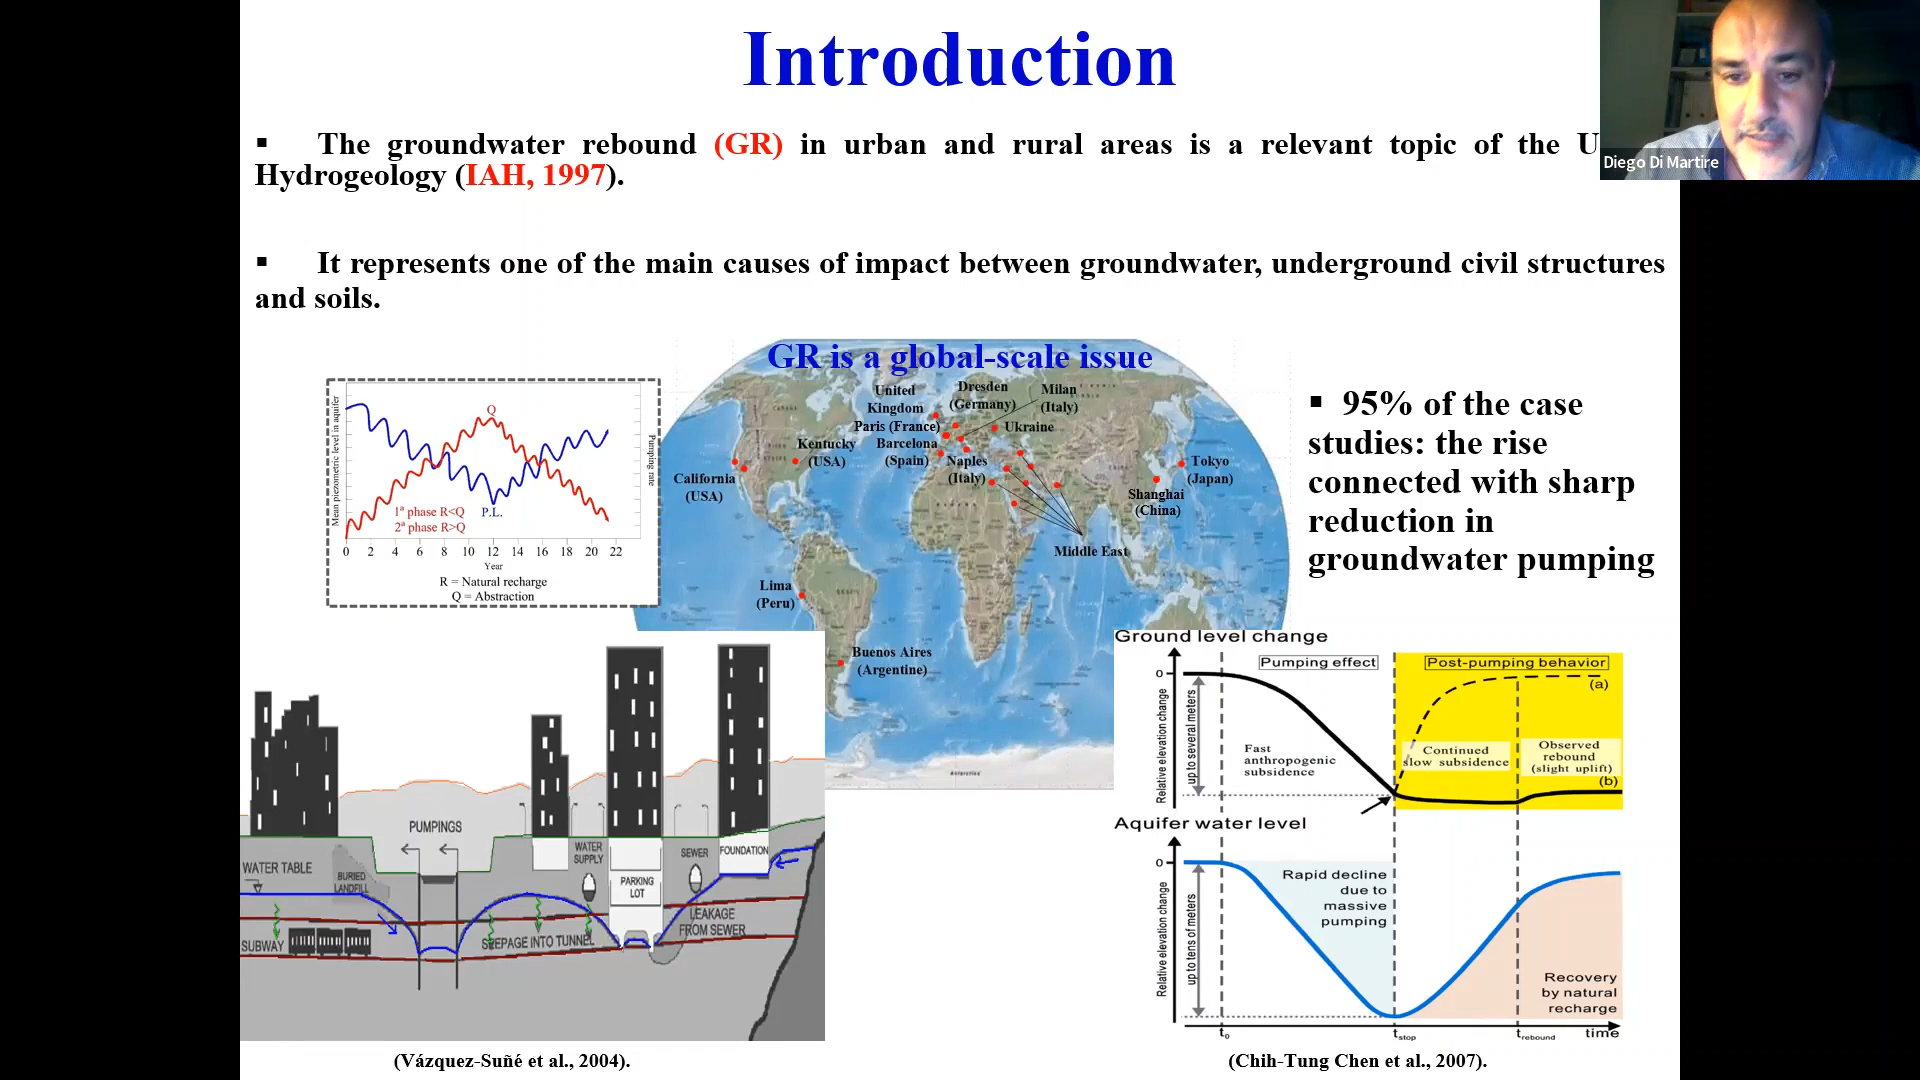 Introduction
▪ The groundwater rebound (GR) in urban and rural areas is a relevant topic of the U
Hydrogeology (IAH, 1997).
Diego Di Martire
▪ It represents one of the main causes of impact between groundwater, underground civil structures
and soils.
GR is a global-scale issue
United
Kingdom
Dresden
(Germany)
Milan
(Italy)
Paris (France)
Ukraine
Barcelona
(Spain)
Naples
(Italy)
Kentucky
(USA)
California
(USA)
Tokyo
(Japan)
Shanghai
(China)
Middle East
Lima
(Peru)
Buenos Aires
(Argentine)
Mean piezometric level in aquifer
Pumping rate
Q
1ª phase R<Q
2ª phase R>Q
P.L.
0 2 4 6 8 10 12 14 16 18 20 22
Year
R = Natural recharge
Q = Abstraction
▪ 95% of the case
studies: the rise
connected with sharp
reduction in
groundwater pumping
PUMPINGS
WATER TABLE
BURIED
LANDFILL
WATER
SUPPLY
PARKING
LOT
SEWER
FOUNDATION
SUBWAY
SEEPAGE INTO TUNNEL
LEAKAGE
FROM SEWER
(Vázquez-Suñé et al., 2004).
Ground level change
Pumping effect
Post-pumping behavior
0
(a)
Relative elevation change
up to several meters
Fast
anthropogenic
subsidence
Continued
slow subsidence
Observed
rebound
(slight uplift)
(b)
Aquifer water level
0
Relative elevation change
up to tens of meters
Rapid decline
due to
massive
pumping
Recovery
by natural
recharge
t0
tstop
trebound
time
(Chih-Tung Chen et al., 2007).